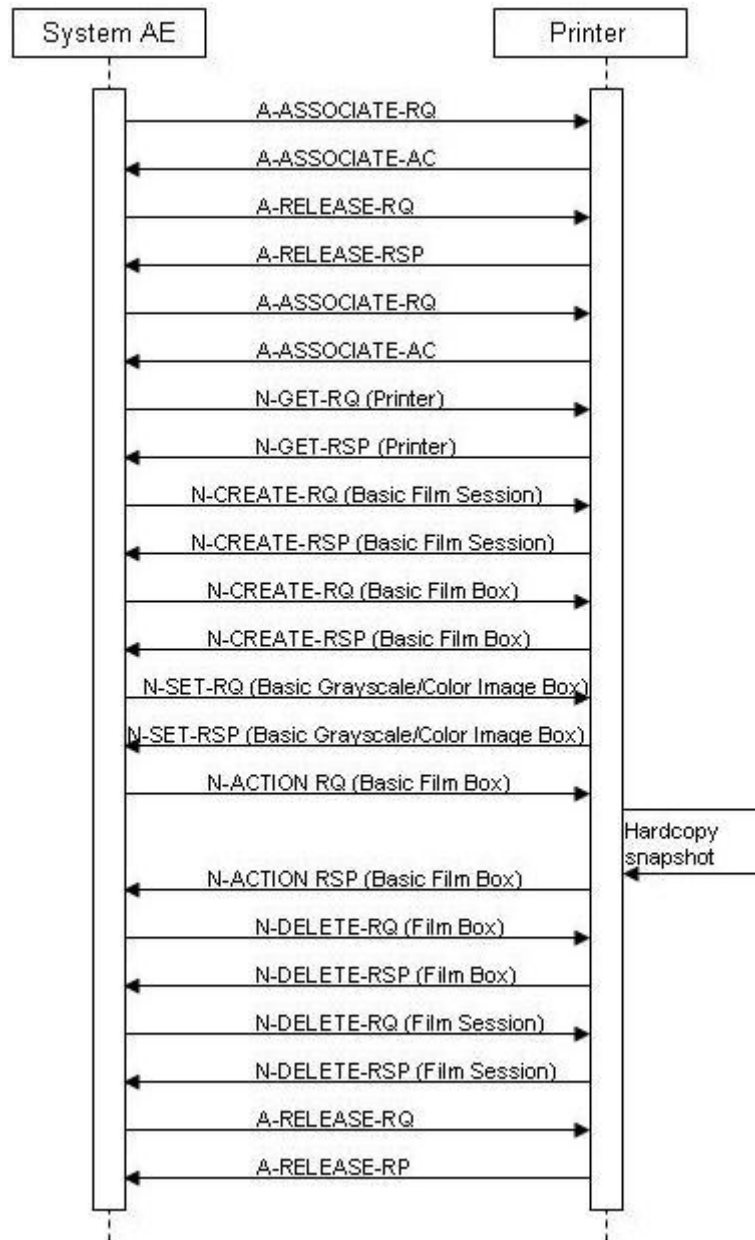 System AE
Printer
A-ASSOCIATE-RQ
A-ASSOCIATE-AC
A-RELEASE-RQ
A-RELEASE-RSP
A-ASSOCIATE-RQ
A-ASSOCIATE-AC
N-GET-RQ (Printer)
N-GET-RSP (Printer)
N-CREATE-RQ (Basic Film Session)
N-CREATE-RSP (Basic Film Session)
N-CREATE-RQ (Basic Film Box)
N-CREATE-RSP (Basic Film Box)
N-SET-RQ (Basic Grayscale/Color Image Box)
N-SET-RSP (Basic Grayscale/Color Image Box)
N-ACTION RQ (Basic Film Box)
Hardcopy
snapshot
N-ACTION RSP (Basic Film Box)
N-DELETE-RQ (Film Box)
N-DELETE-RSP (Film Box)
N-DELETE-RQ (Film Session)
N-DELETE-RSP (Film Session)
A-RELEASE-RQ
A-RELEASE-RP